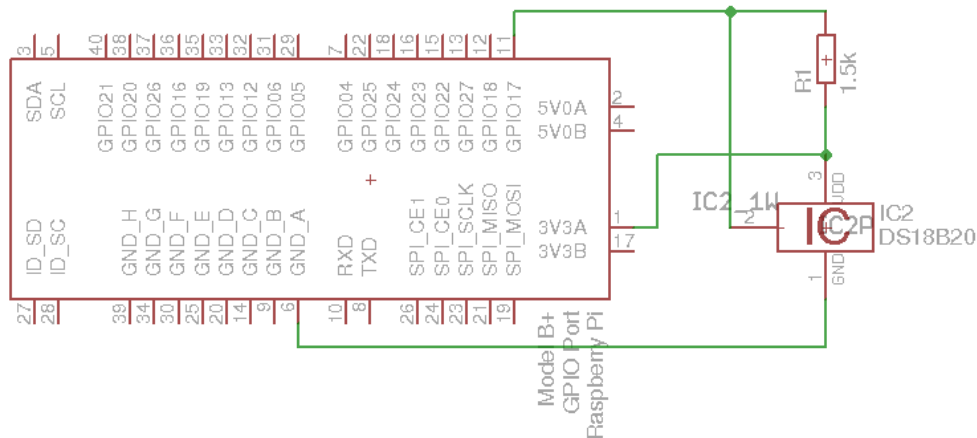 3
5
40
38
37
36
35
33
32
31
29
7
22
18
16
15
13
12
11
SDA
SCL
GPIO21
GPIO20
GPIO26
GPIO16
GPIO19
GPIO13
GPIO12
GPIO06
GPIO05
GPIO04
GPIO25
GPIO24
GPIO23
GPIO22
GPIO27
GPIO18
GPIO17
5V0A
2
5V0B
4
R1
1.5k
ID_SD
ID_SC
GND_H
GND_G
GND_F
GND_E
GND_D
GND_C
GND_B
GND_A
RXD
TXD
SPI_CE1
SPI_CE0
SPI_SCLK
SPI_MISO
SPI_MOSI
3V3A
1
3V3B
17
3
VDD
IC2_1W
2
IC
IC2P
IC2
DS18B20
1
GND
27
28
39
34
30
25
20
14
9
6
10
8
26
24
23
21
19
Model B+
GPIO Port
Raspberry Pi